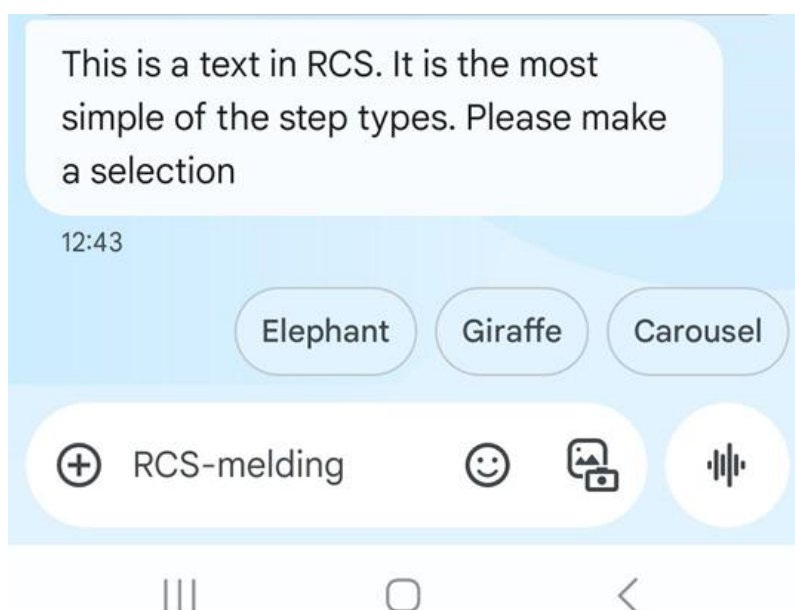 This is a text in RCS. It is the most
simple of the step types. Please make
a selection
12:43
Elephant Giraffe Carousel
RCS-melding